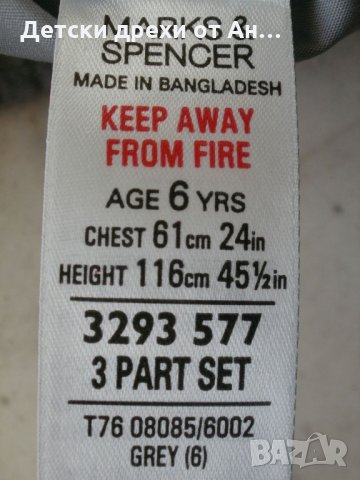 Детски дрехи от Ан...
MARKS &
SPENCER
MADE IN BANGLADESH
KEEP AWAY
FROM FIRE
AGE 6 YRS
CHEST 61cm 24in
HEIGHT 116cm 45½in
3293 577
3 PART SET
T76 08085/6002
GREY (6)
BAZAR